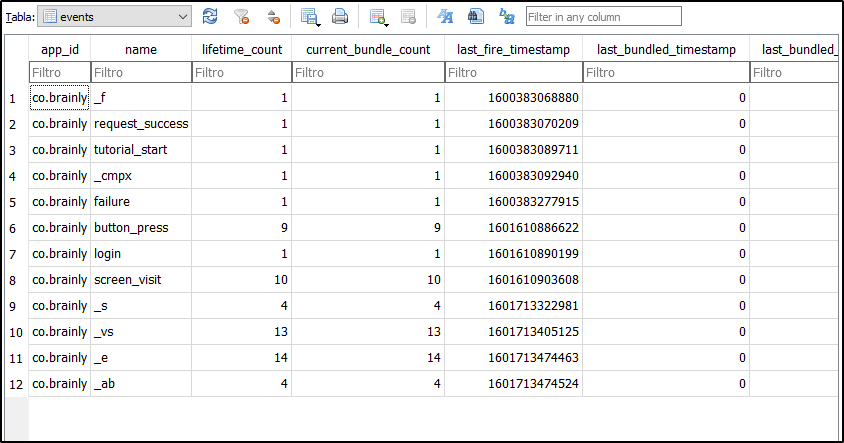 Tabla: events Filter in any column
app_id name lifetime_count current_bundle_count last_fire_timestamp last_bundled_timestamp last_bundled_
Filtro Filtro Filtro Filtro Filtro Filtro Filtro
1 co.brainly _f 1 1 1600383068880 0
2 co.brainly request_success 1 1 1600383070209 0
3 co.brainly tutorial_start 1 1 1600383089711 0
4 co.brainly _cmpx 1 1 1600383092940 0
5 co.brainly failure 1 1 1600383277915 0
6 co.brainly button_press 9 9 1601610886622 0
7 co.brainly login 1 1 1601610890199 0
8 co.brainly screen_visit 10 10 1601610903608 0
9 co.brainly _s 4 4 1601713322981 0
10 co.brainly _vs 13 13 1601713405125 0
11 co.brainly _e 14 14 1601713474463 0
12 co.brainly _ab 4 4 1601713474524 0